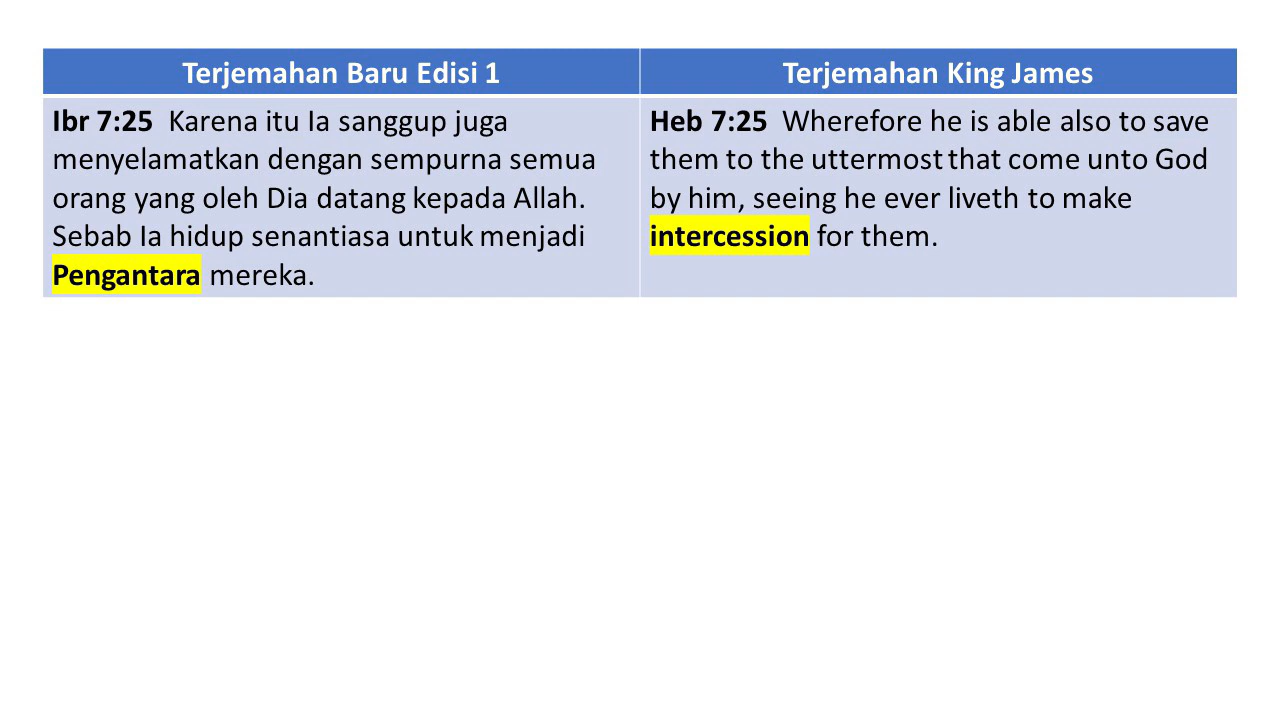 Terjemahan Baru Edisi 1
Terjemahan King James
Ibr 7:25 Karena itu Ia sanggup juga
menyelamatkan dengan sempurna semua
orang yang oleh Dia datang kepada Allah.
Sebab Ia hidup senantiasa untuk menjadi
Pengantara mereka.
Heb 7:25 Wherefore he is able also to save
them to the uttermost that come unto God
by him, seeing he ever liveth to make
intercession for them.